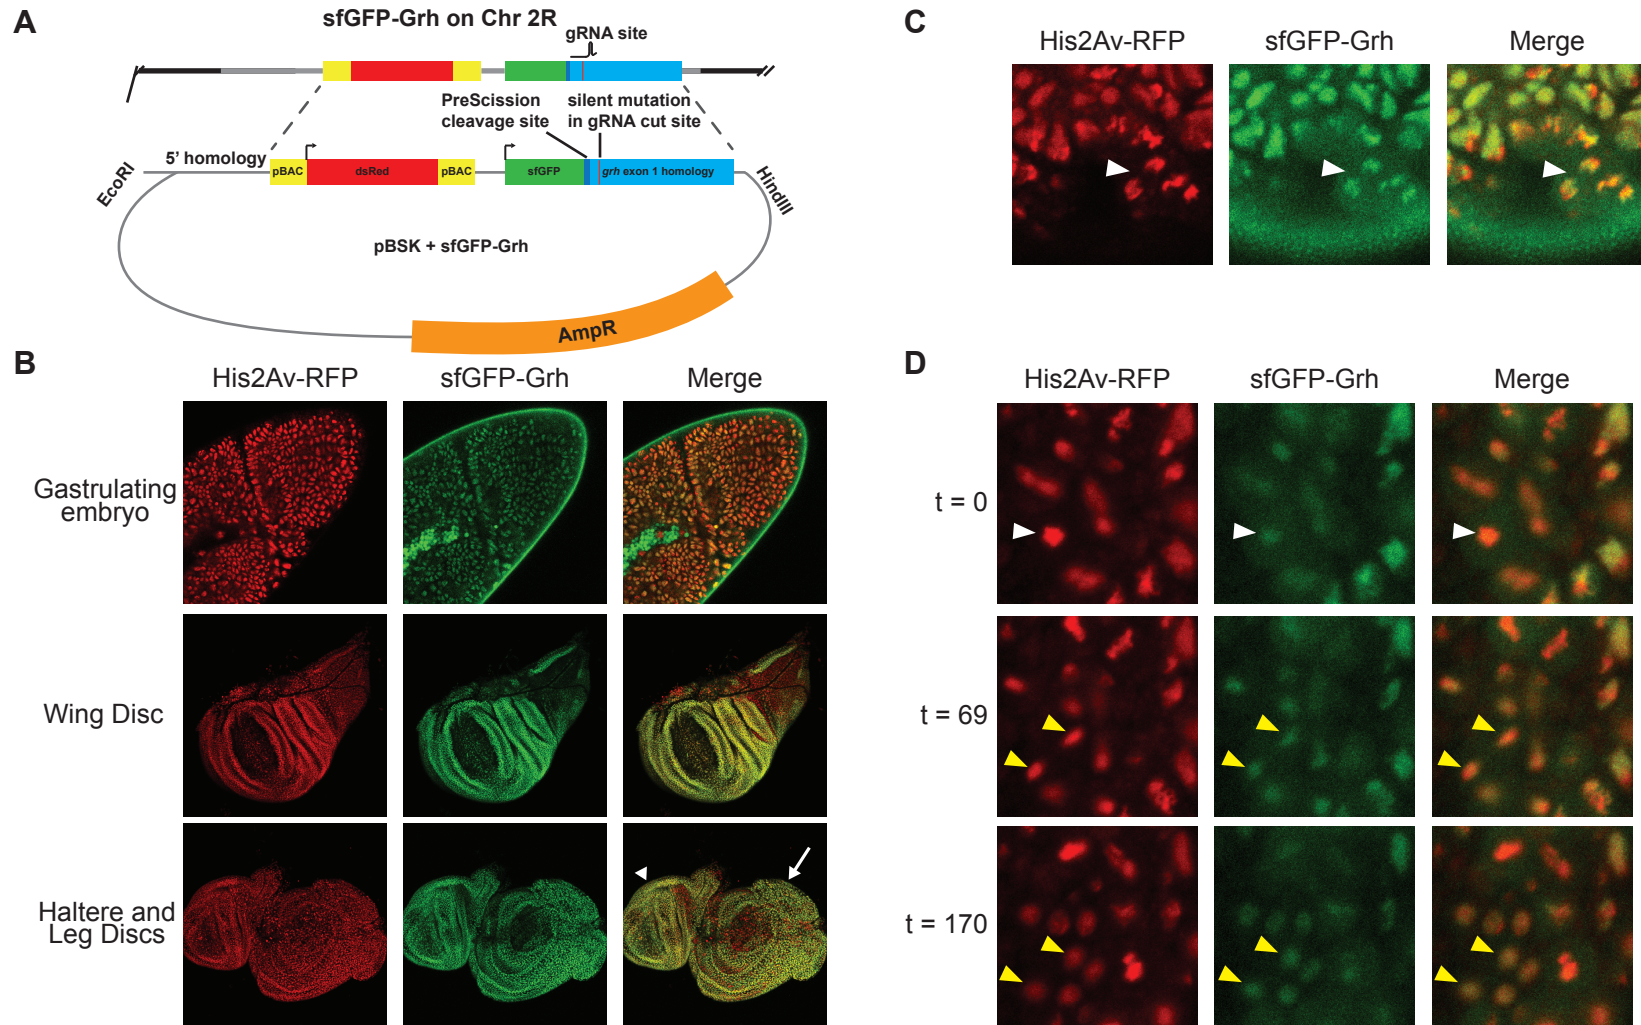 A
sfGFP-Grh on Chr 2R
gRNA site
PreScission
cleavage site
silent mutation
in gRNA cut site
5' homology
EcoRI
pBAC
dsRed
pBAC
sfGFP
grh exon 1 homology
HindIII
pBSK + sfGFP-Grh
AmpR
B
His2Av-RFP
sfGFP-Grh
Merge
Gastrulating
embryo
Wing Disc
Haltere and
Leg Discs
C
His2Av-RFP
sfGFP-Grh
Merge
D
His2Av-RFP
sfGFP-Grh
Merge
t = 0
t = 69
t = 170